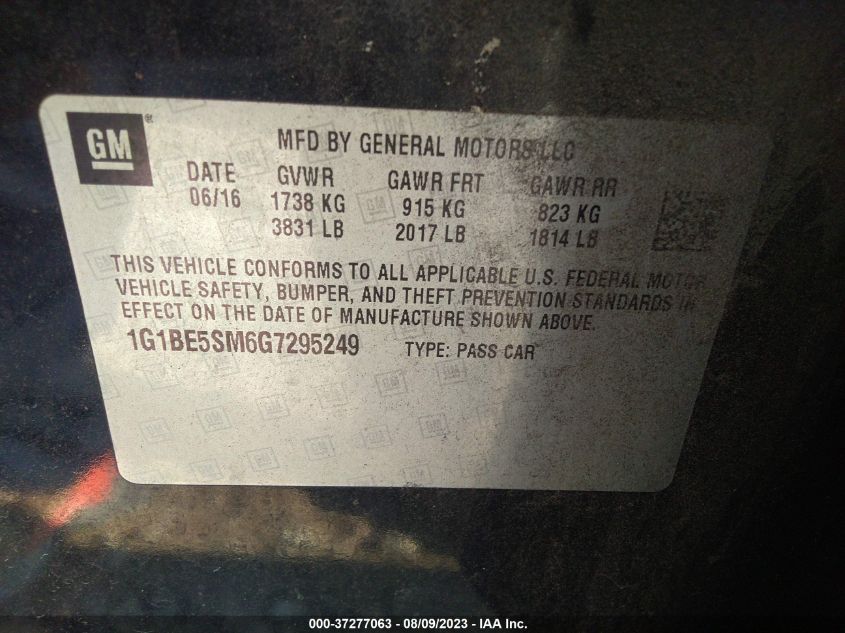 GM
MFD BY GENERAL MOTORS LLC
DATE GVWR GAWR FRT GAWR RR
06/16 1738 KG 915 KG 823 KG
3831 LB 2017 LB 1814 LB
THIS VEHICLE CONFORMS TO ALL APPLICABLE U.S. FEDERAL MOTOR
VEHICLE SAFETY, BUMPER, AND THEFT PREVENTION STANDARDS IN
EFFECT ON THE DATE OF MANUFACTURE SHOWN ABOVE.
1G1BE5SM6G7295249 TYPE: PASS CAR
000-37277063 - 08/09/2023 - IAA Inc.